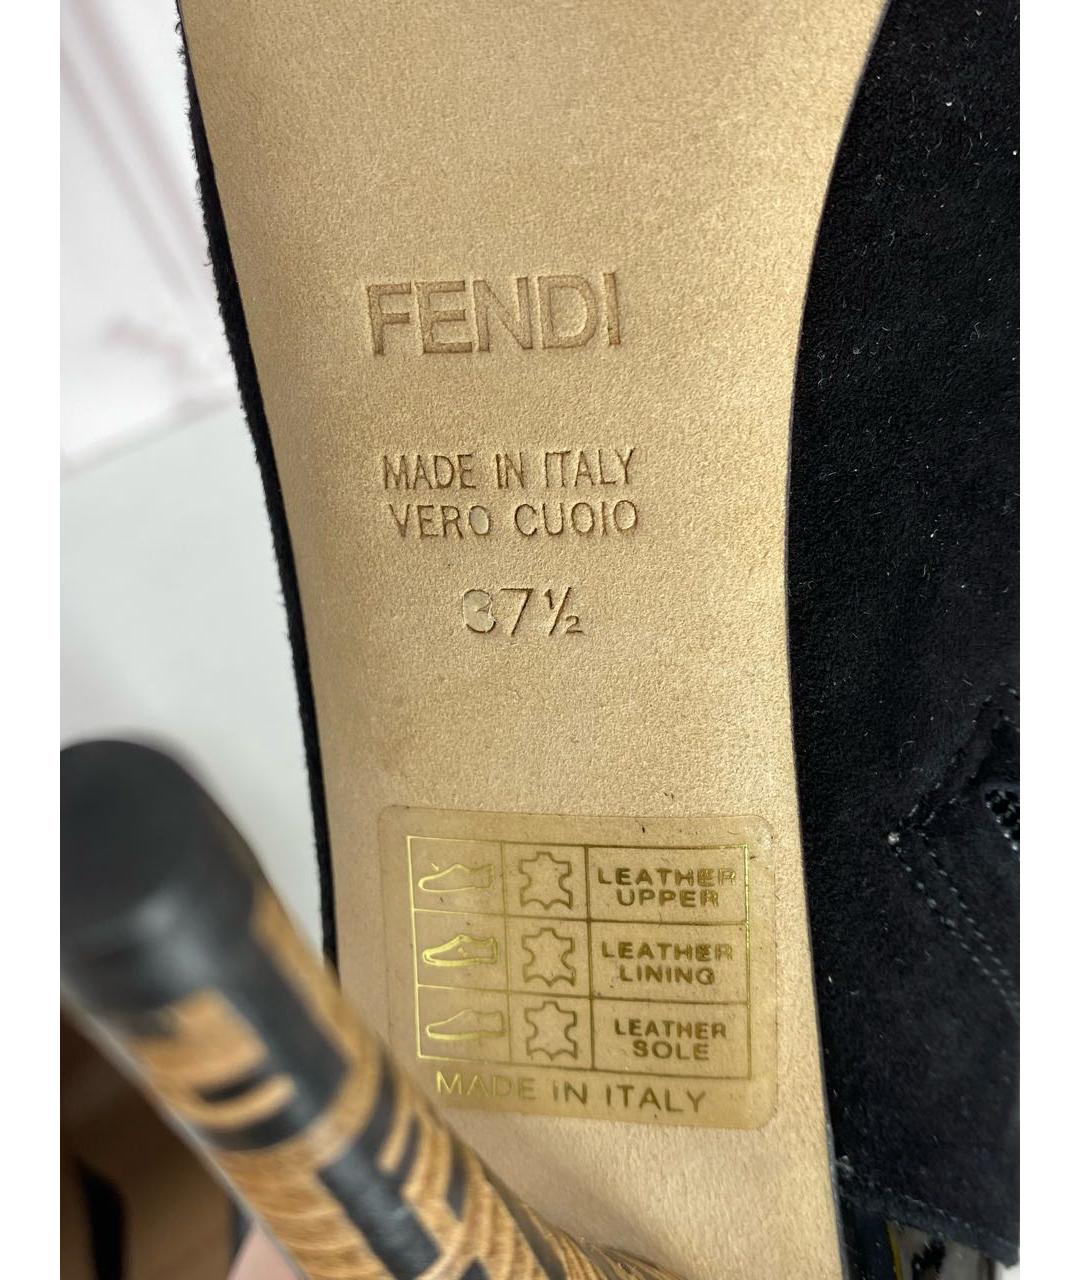 FENDI
MADE IN ITALY
VERO CUOIO
37½
LEATHER
UPPER
LEATHER
LINING
LEATHER
SOLE
MADE IN ITALY